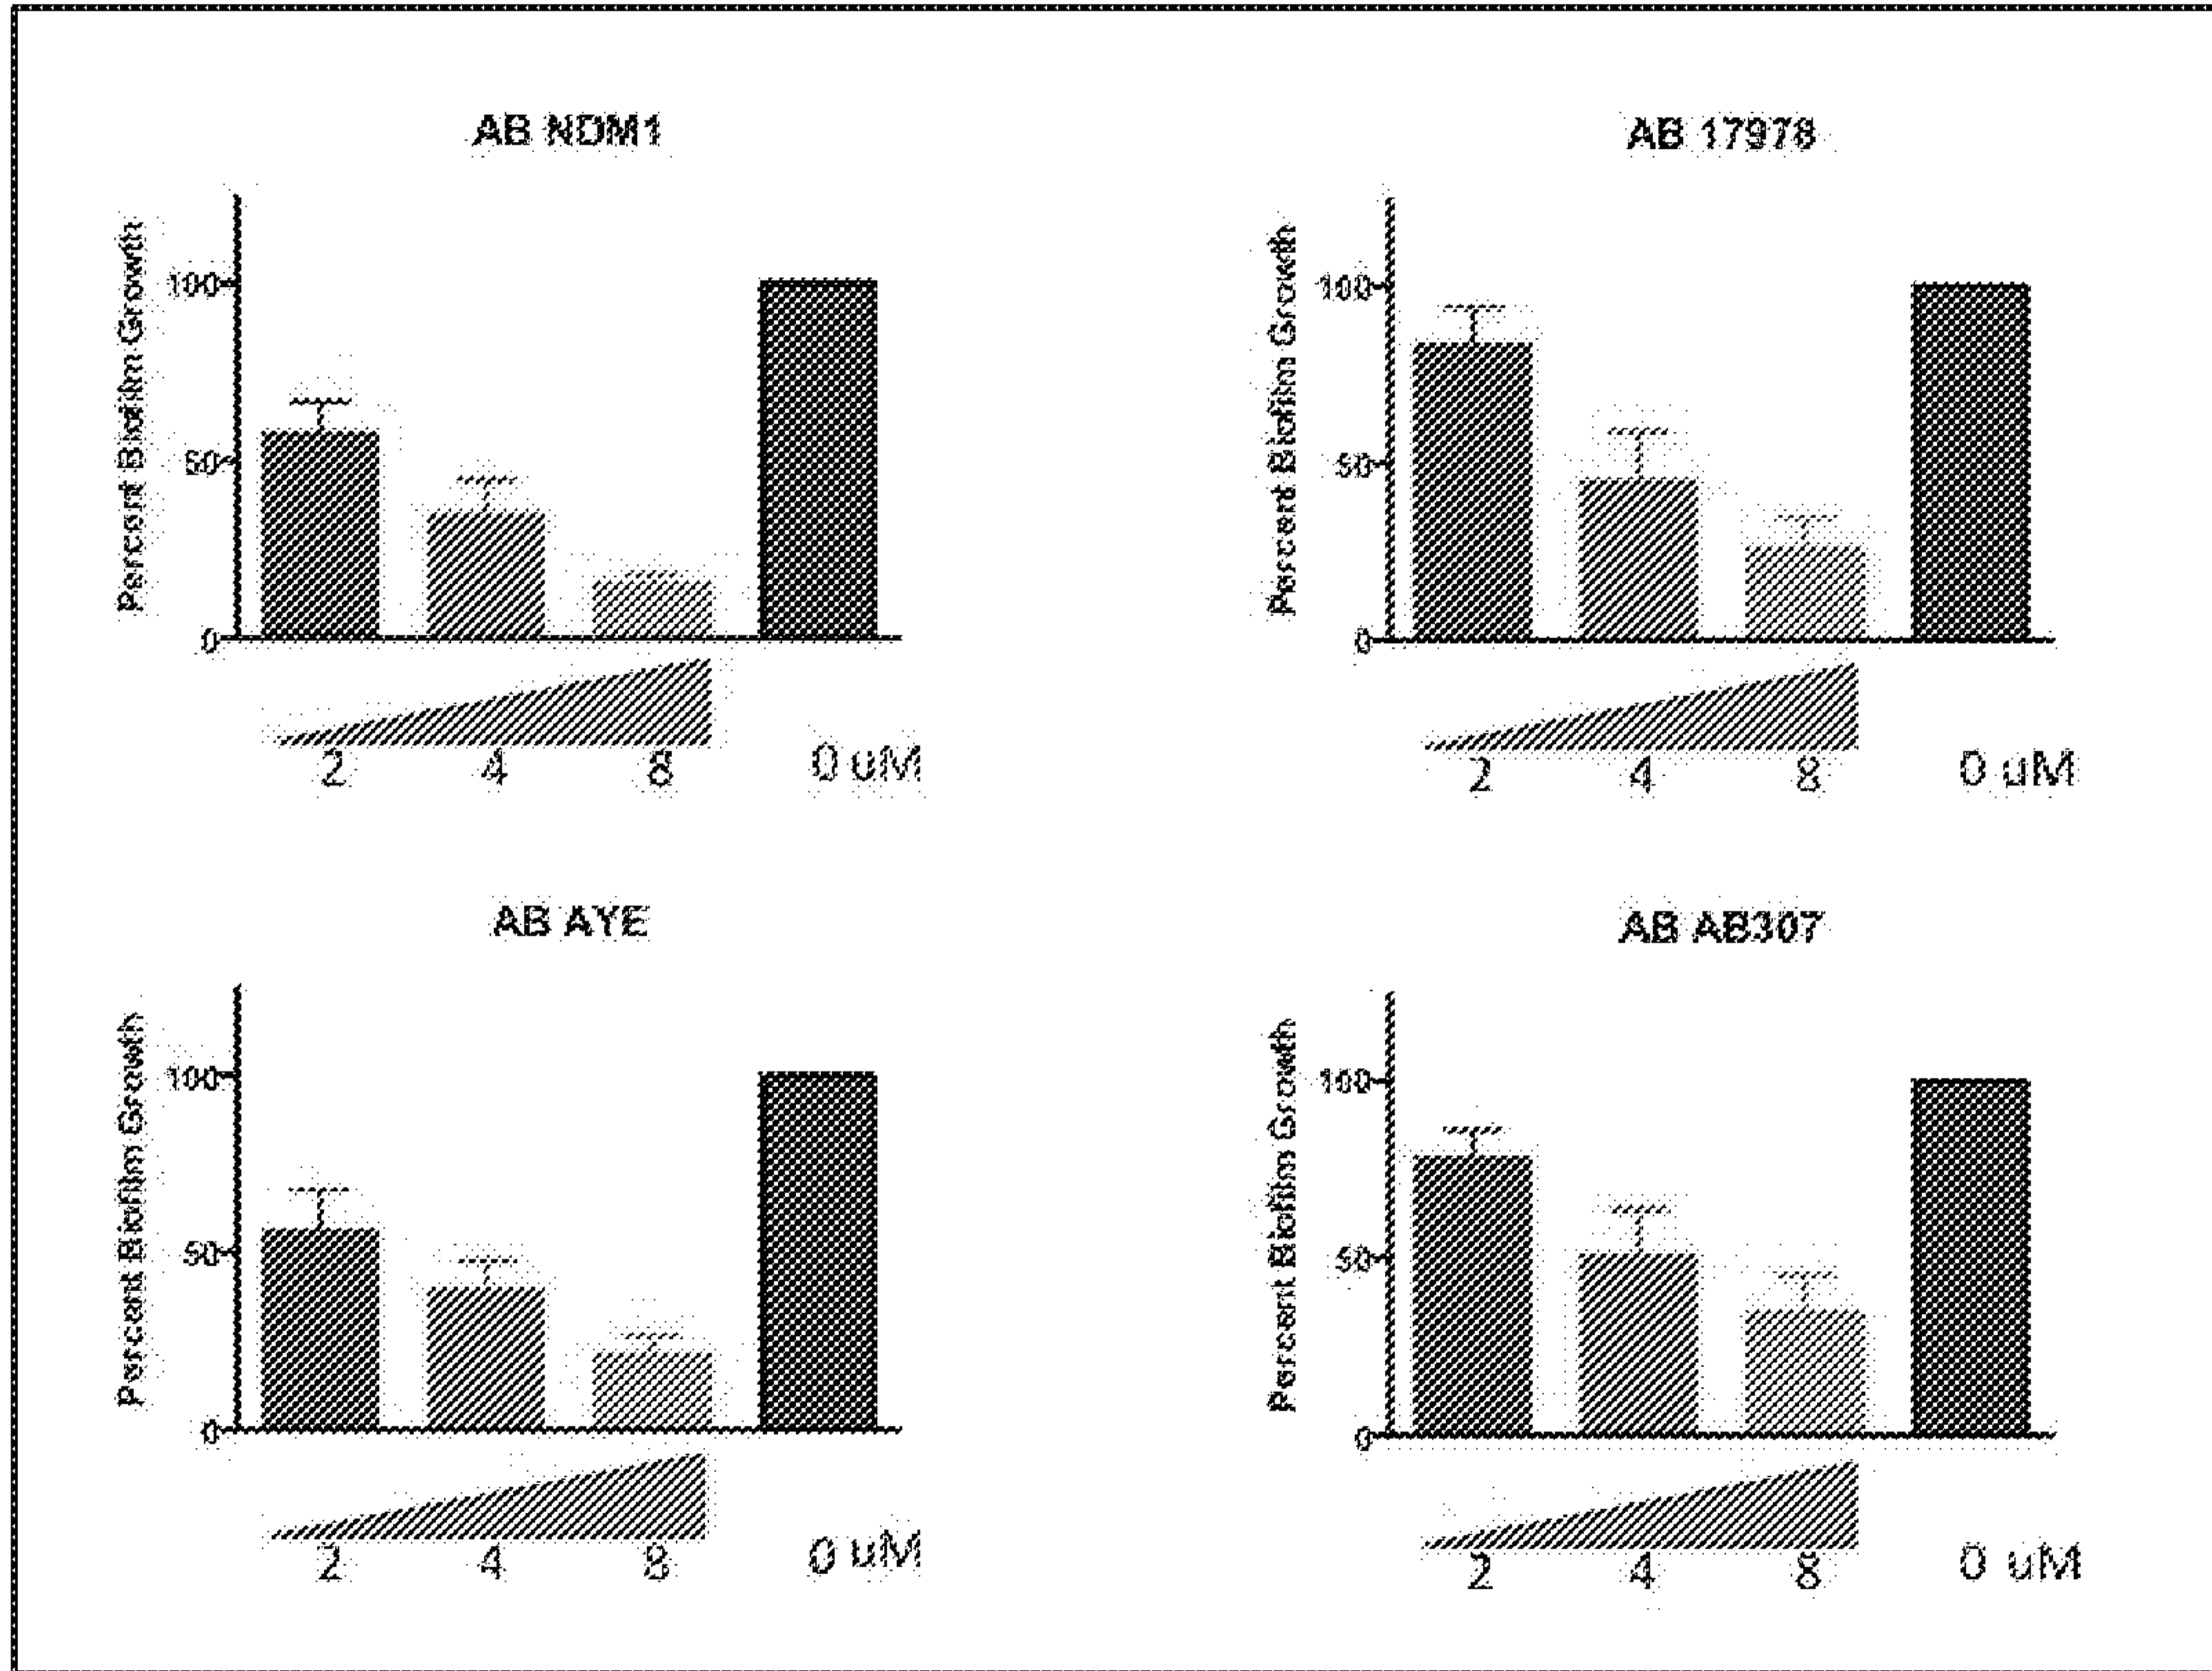 AB NDM1
Percent Biofilm Growth
100
50
0
2 4 8 0 uM
AB 17978
Percent Biofilm Growth
100
50
0
2 4 8 0 uM
AB AYE
Percent Biofilm Growth
100
50
0
2 4 8 0 uM
AB AB307
Percent Biofilm Growth
100
50
0
2 4 8 0 uM